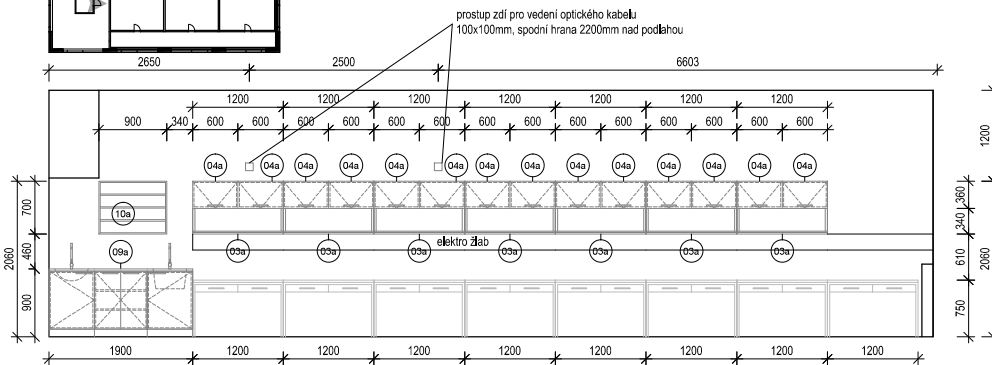 prostup zdí pro vedení optického kabelu
100x100mm, spodní hrana 2200mm nad podlahou
2650 2500 6603
1200 1200 1200 1200 1200 1200 1200
900 340 600 600 600 600 600 600 600 600 600 600 600 600 600 600
1200
04a 04a 04a 04a 04a 04a 04a 04a 04a 04a 04a 04a 04a 04a
700 10a 360
340
elektro žlab
2060 460 09a 03a 03a 03a 03a 03a 03a 03a 610 2060
900 750
1900 1200 1200 1200 1200 1200 1200 1200 1200